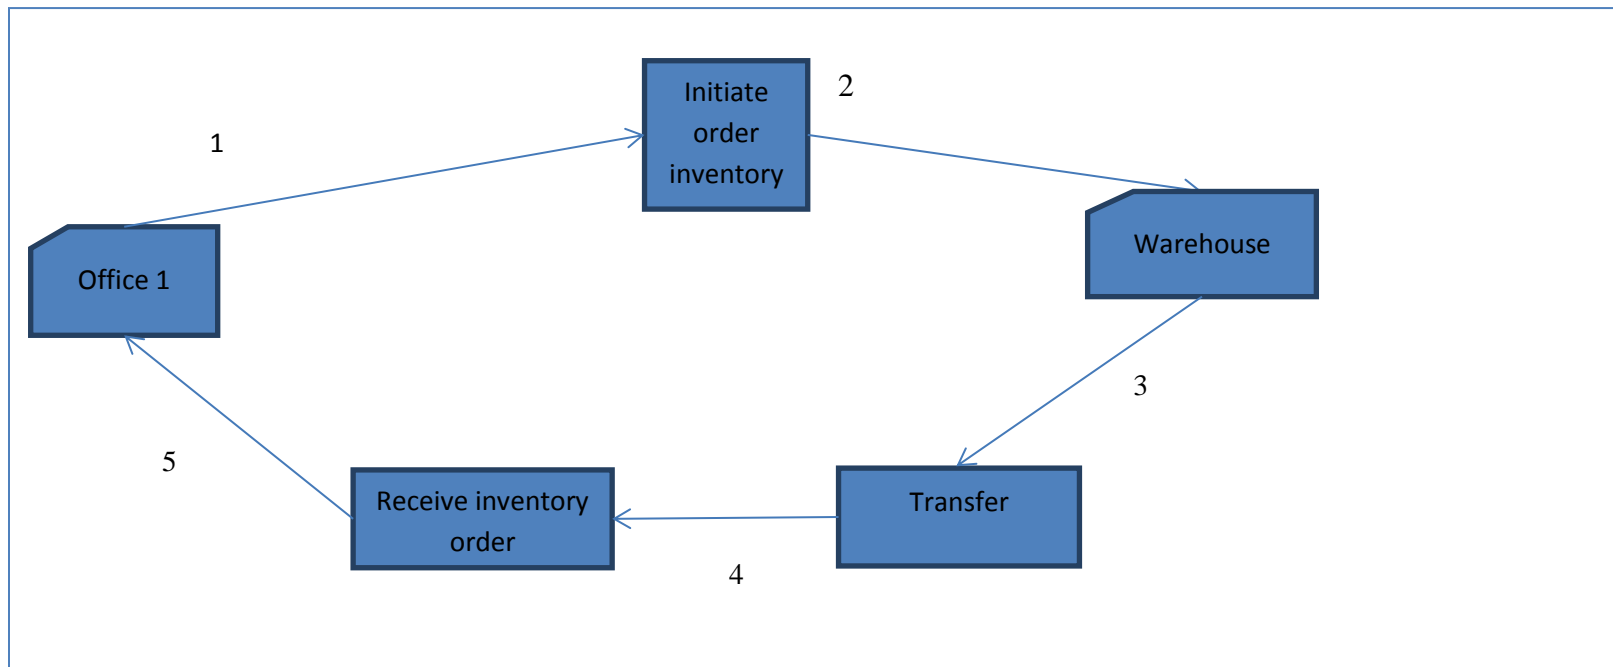 Initiate
order
inventory
2
1
Warehouse
Office 1
3
5
Receive inventory
order
Transfer
4